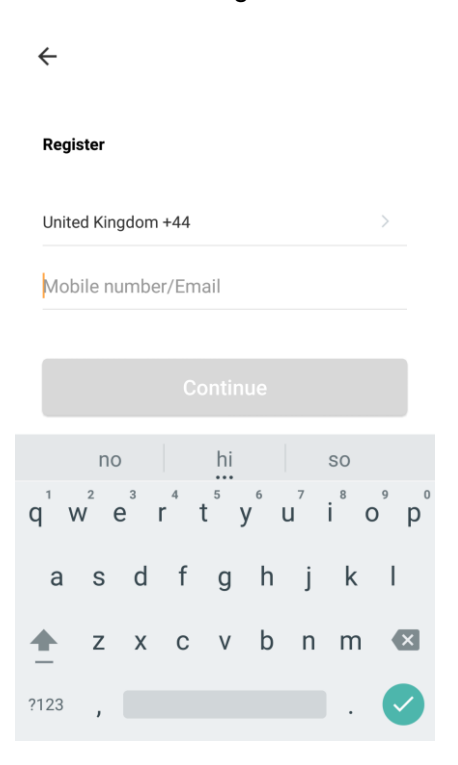 Register
United Kingdom +44
Mobile number/Email
Continue
no hi so
1 2 3 4 5 6 7 8 9 0
q w e r t y u i o p
a s d f g h j k l
z x c v b n m
?123 , .